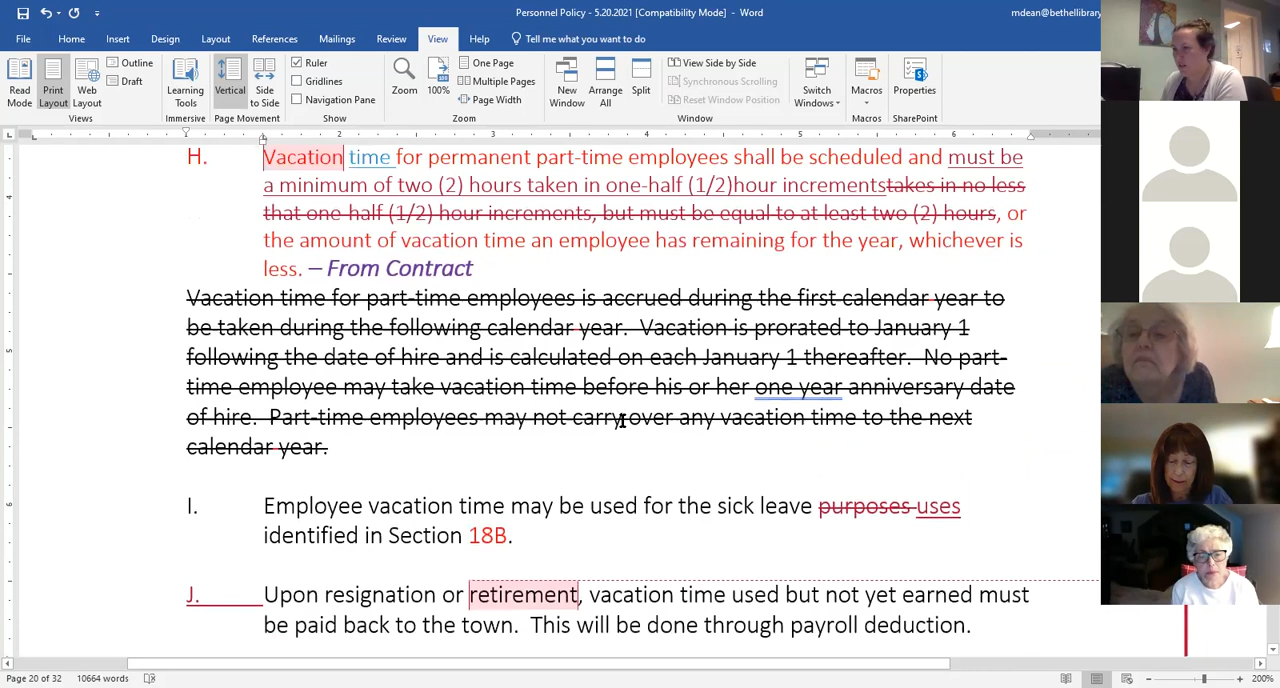 Personnel Policy - 5.20.2021 [Compatibility Mode] - Word
mdean@bethellibrary
File Home Insert Design Layout References Mailings Review View Help Tell me what you want to do
Read Mode
Print Layout
Web Layout
Outline
Draft
Views
Learning Tools
Immersive
Vertical
Side to Side
Page Movement
Ruler
Gridlines
Navigation Pane
Show
Zoom
100%
One Page
Multiple Pages
Page Width
Zoom
New Window
Arrange All
Split
View Side by Side
Synchronous Scrolling
Reset Window Position
Window
Switch Windows
Macros
Macros
Properties
SharePoint
2 3 4 5 6
H. Vacation time for permanent part-time employees shall be scheduled and must be
a minimum of two (2) hours taken in one-half (1/2)hour incrementstakes in no less
that one-half (1/2) hour increments, but must be equal to at least two (2) hours, or
the amount of vacation time an employee has remaining for the year, whichever is
less. – From Contract
Vacation time for part-time employees is accrued during the first calendar year to
be taken during the following calendar year. Vacation is prorated to January 1
following the date of hire and is calculated on each January 1 thereafter. No part-
time employee may take vacation time before his or her one year anniversary date
of hire. Part-time employees may not carry over any vacation time to the next
calendar year.
I. Employee vacation time may be used for the sick leave purposes uses
identified in Section 18B.
J. Upon resignation or retirement, vacation time used but not yet earned must
be paid back to the town. This will be done through payroll deduction.
Page 20 of 32 10664 words
200%